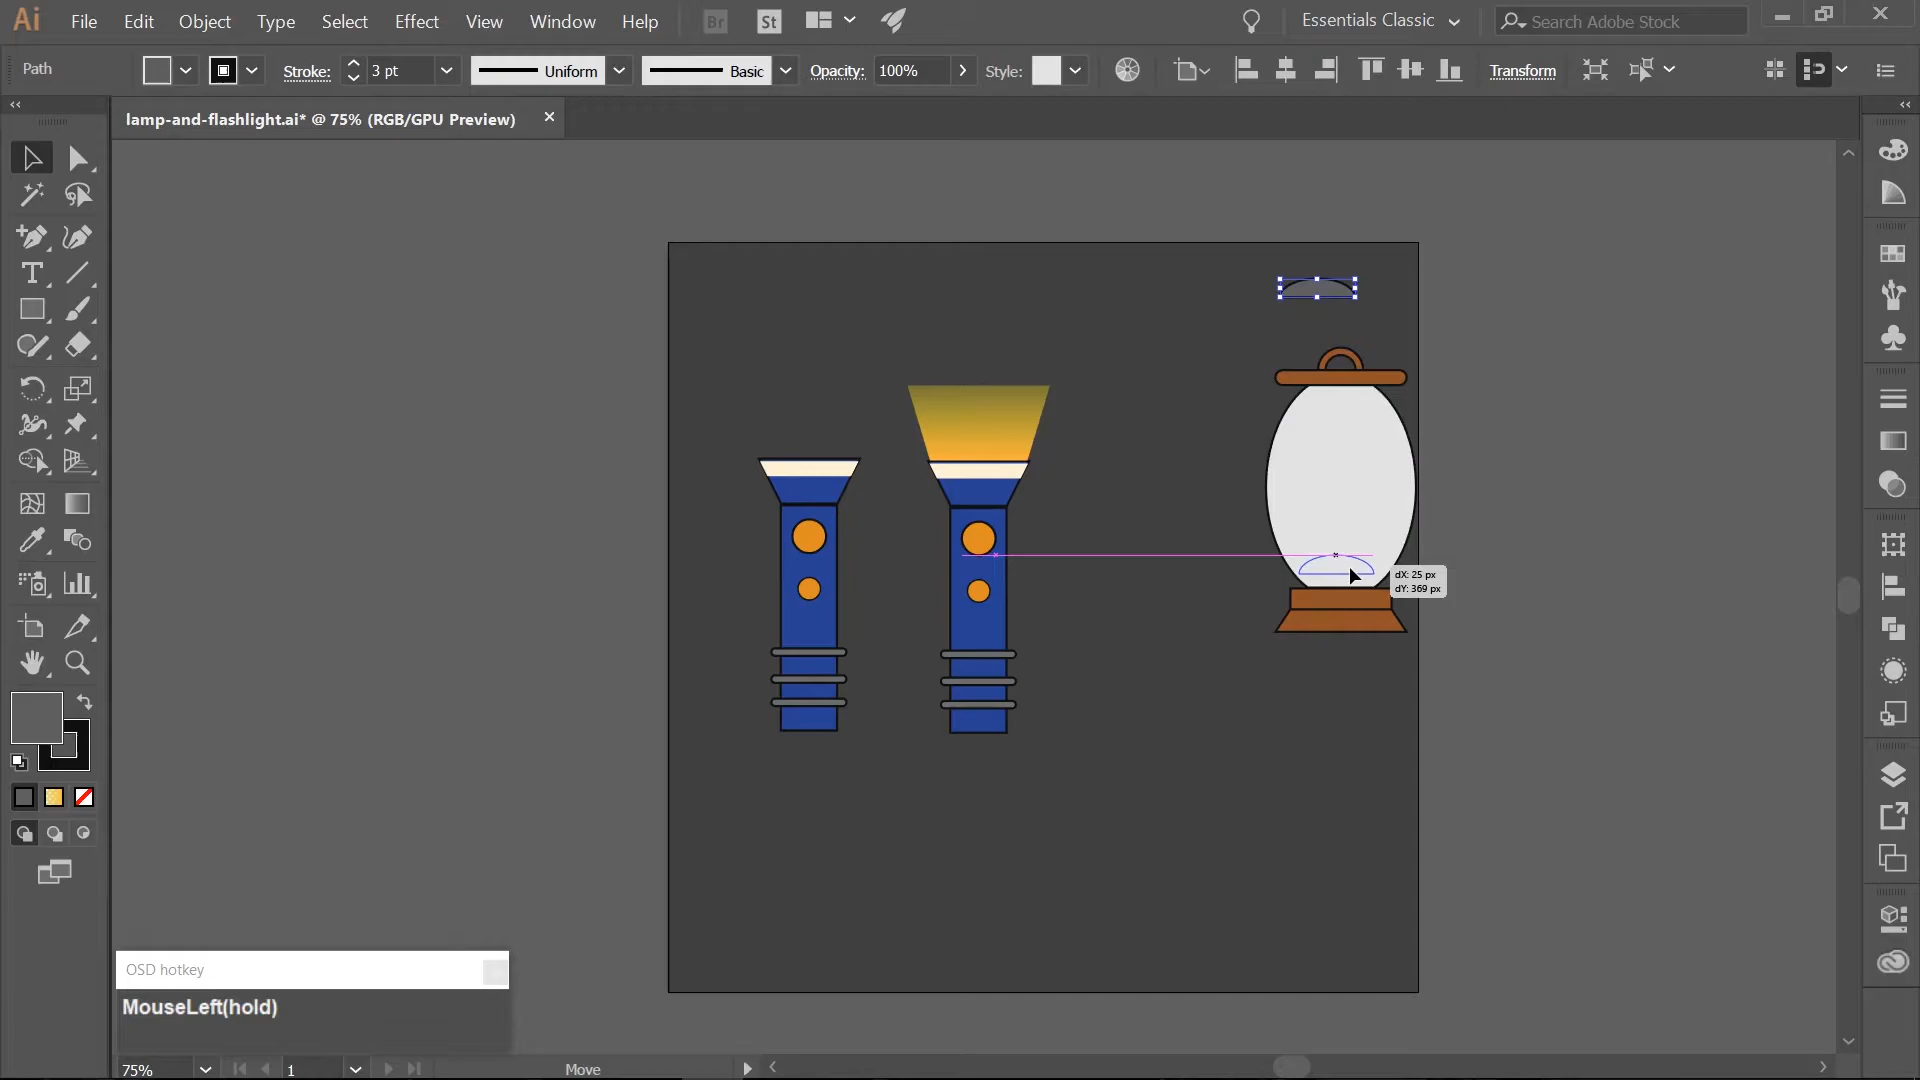 Ai File Edit Object Type Select Effect View Window Help Br St Essentials Classic Search Adobe Stock
Path Stroke: 3 pt Uniform Basic Opacity: 100% Style: Transform
lamp-and-flashlight.ai* @ 75% (RGB/GPU Preview)
dX: 25 px
dY: 369 px
OSD hotkey
MouseLeft(hold)
75% 1 Move